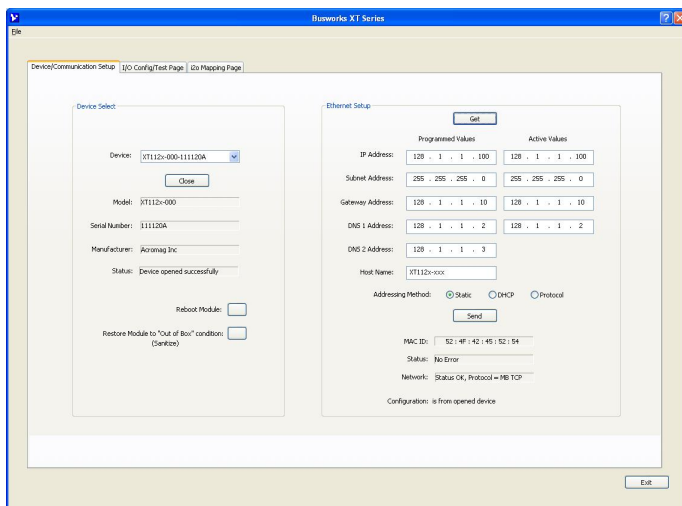 Busworks XT Series
File
Device/Communication Setup I/O Config/Test Page i2o Mapping Page
Device Select
Device: XT112x-000-111120A
Close
Model: XT112x-000
Serial Number: 111120A
Manufacturer: Acromag Inc
Status: Device opened successfully
Reboot Module:
Restore Module to "Out of Box" condition:
(Sanitize)
Ethernet Setup
Get
Programmed Values Active Values
IP Address: 128 . 1 . 1 . 100 128 . 1 . 1 . 100
Subnet Address: 255 . 255 . 255 . 0 255 . 255 . 255 . 0
Gateway Address: 128 . 1 . 1 . 10 128 . 1 . 1 . 10
DNS 1 Address: 128 . 1 . 1 . 2 128 . 1 . 1 . 2
DNS 2 Address: 128 . 1 . 1 . 3
Host Name: XT112x-xxx
Addressing Method: Static DHCP Protocol
Send
MAC ID: 52 : 4F : 42 : 45 : 52 : 54
Status: No Error
Network: Status OK, Protocol = MB TCP
Configuration: is from opened device
Exit